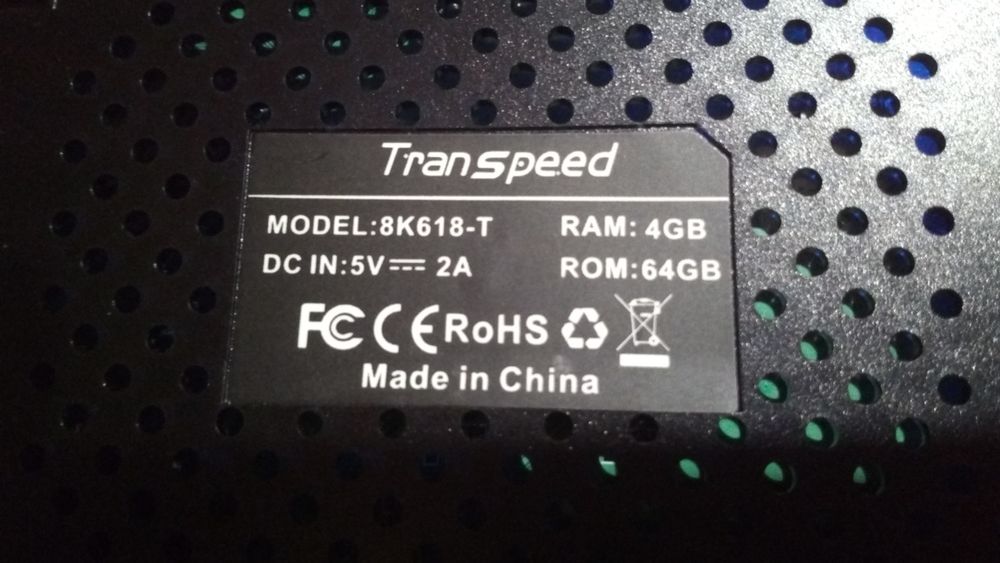 Transpeed
MODEL:8K618-T RAM: 4GB
DC IN:5V⎓ 2A ROM:64GB
FC CE RoHS
Made in China